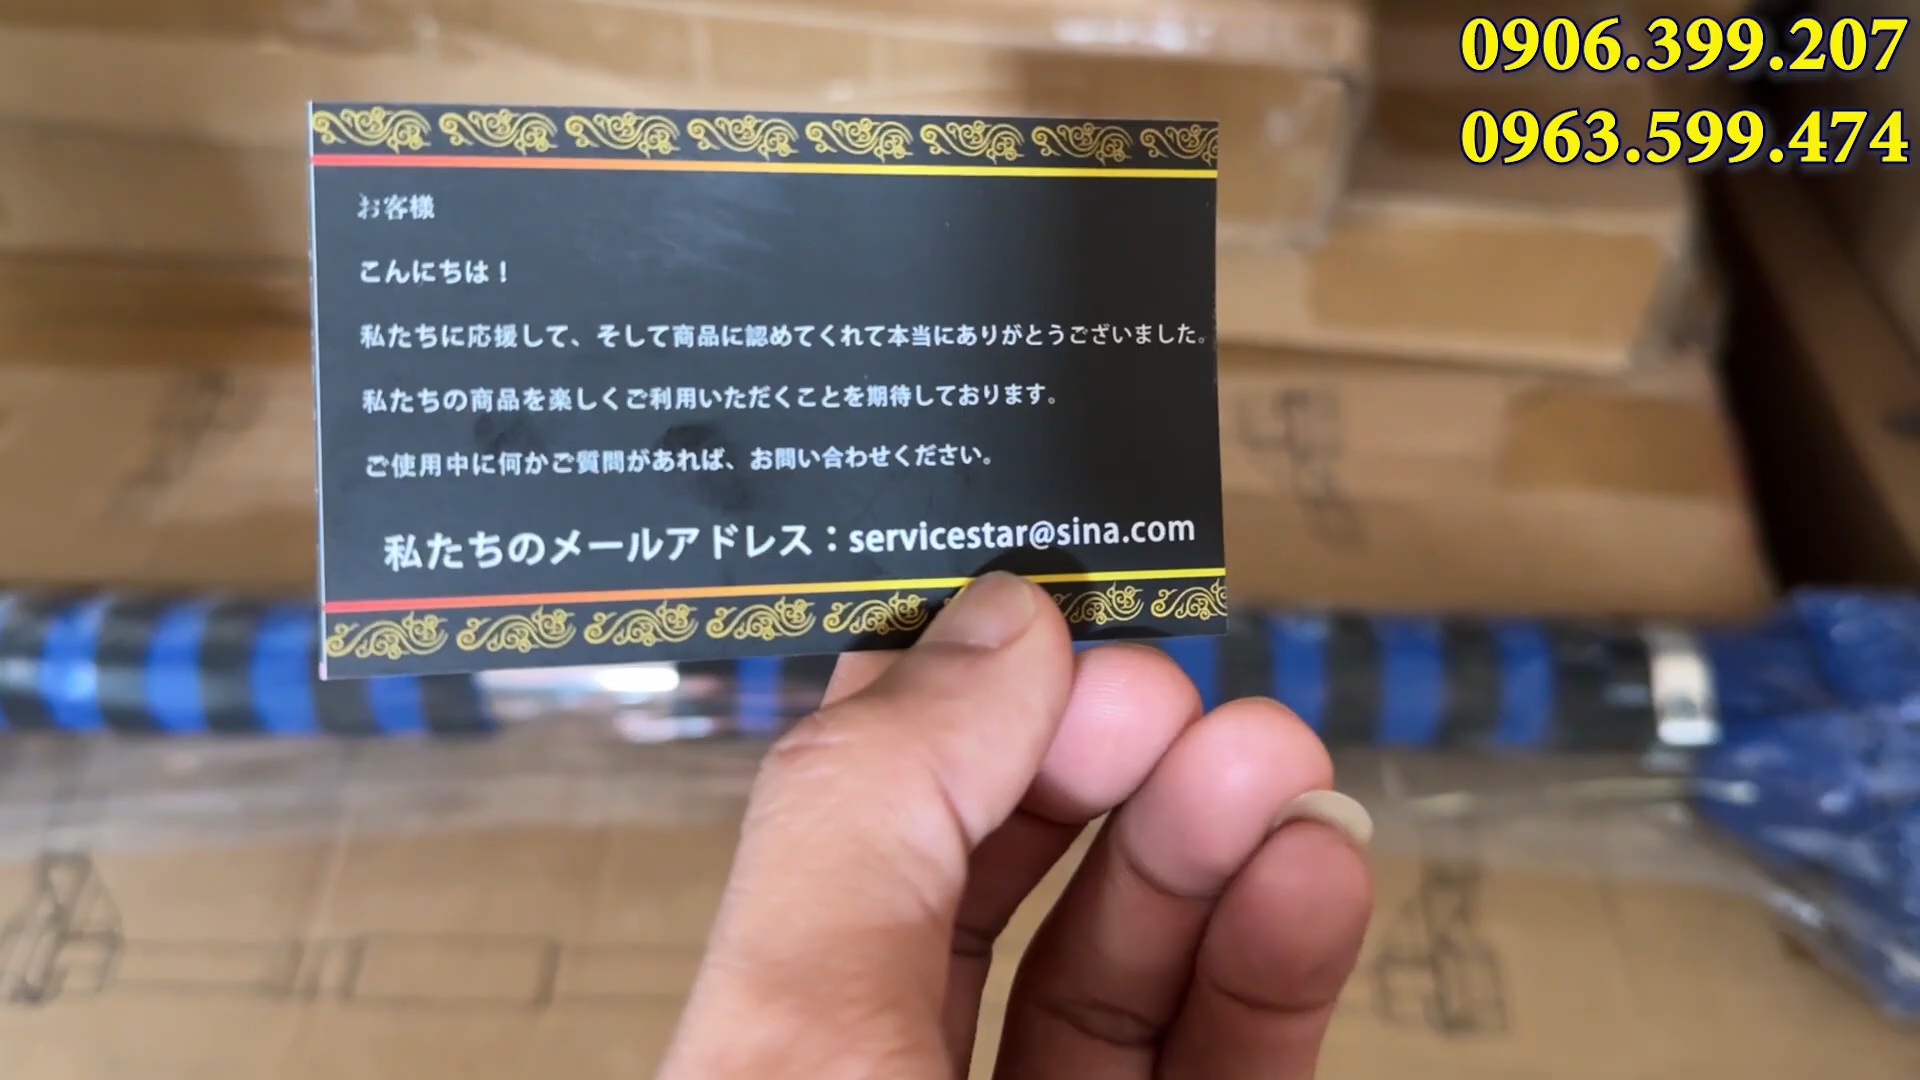 0906.399.207
0963.599.474
お客様
こんにちは！
私たちに応援して、そして商品に認めてくれて本当にありがとうございました。
私たちの商品を楽しくご利用いただくことを期待しております。
ご使用中に何かご質問があれば、お問い合わせください。
私たちのメールアドレス：servicestar@sina.com